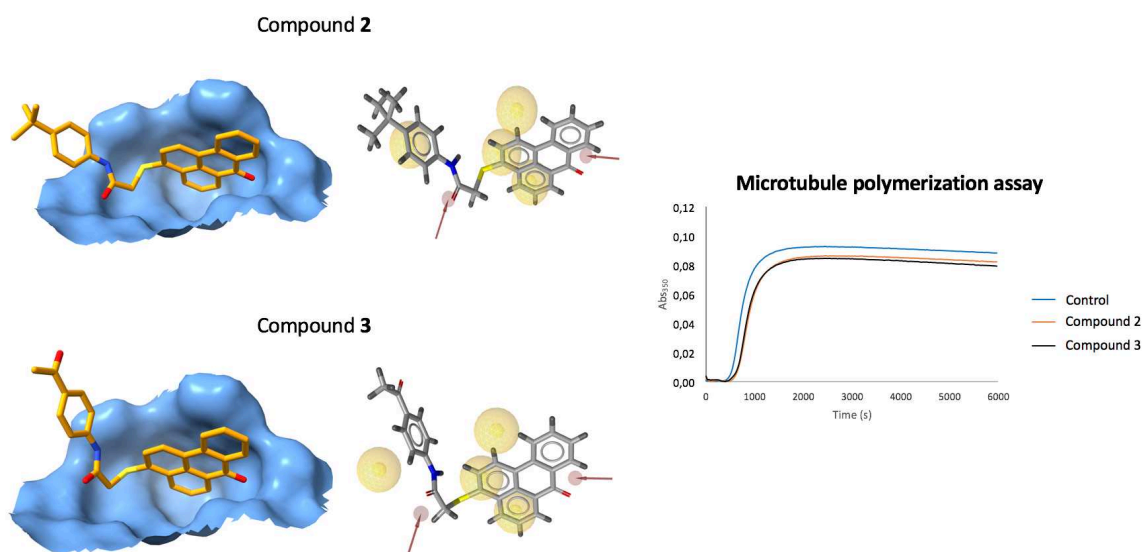 Compound 2
Compound 3
Microtubule polymerization assay
0,12
0,10
0,08
0,06
0,04
0,02
0,00
Abs350
0 1000 2000 3000 4000 5000 6000
Time (s)
Control
Compound 2
Compound 3